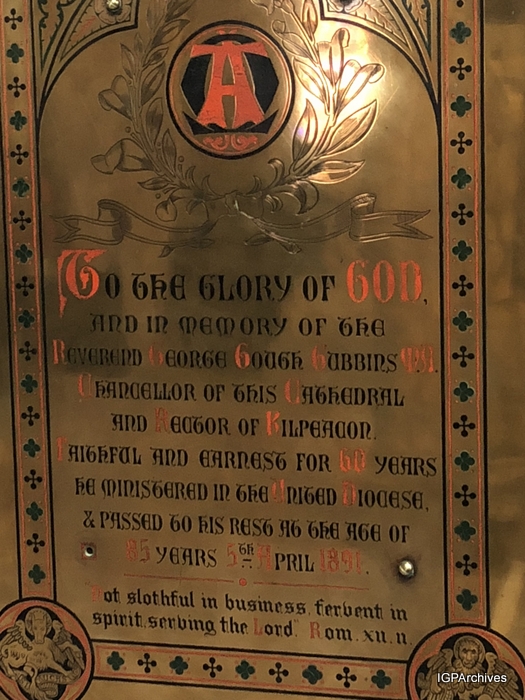 A
To the glory of GOD,
and in memory of the
Reverend George Gough Gubbins M.A.
Chancellor of this Cathedral
and Rector of Kilpeacon.
Faithful and earnest for 60 years
he ministered in the United Diocese,
& passed to his rest at the age of
85 years 5th April 1891.
Not slothful in business, fervent in
spirit, serving the Lord" Rom. xii. 11.
IGPArchives